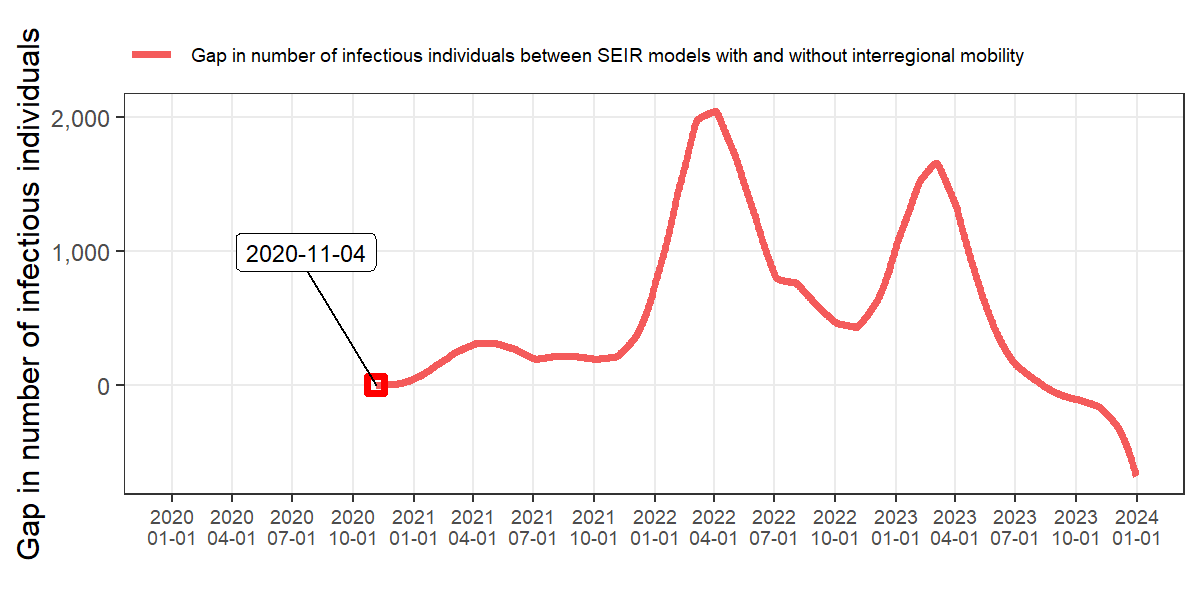 Gap in number of infectious individuals between SEIR models with and without interregional mobility
Gap in number of infectious individuals
2,000
1,000
0
2020-11-04
2020 2020 2020 2020 2021 2021 2021 2021 2022 2022 2022 2022 2023 2023 2023 2023 2024
01-01 04-01 07-01 10-01 01-01 04-01 07-01 10-01 01-01 04-01 07-01 10-01 01-01 04-01 07-01 10-01 01-01